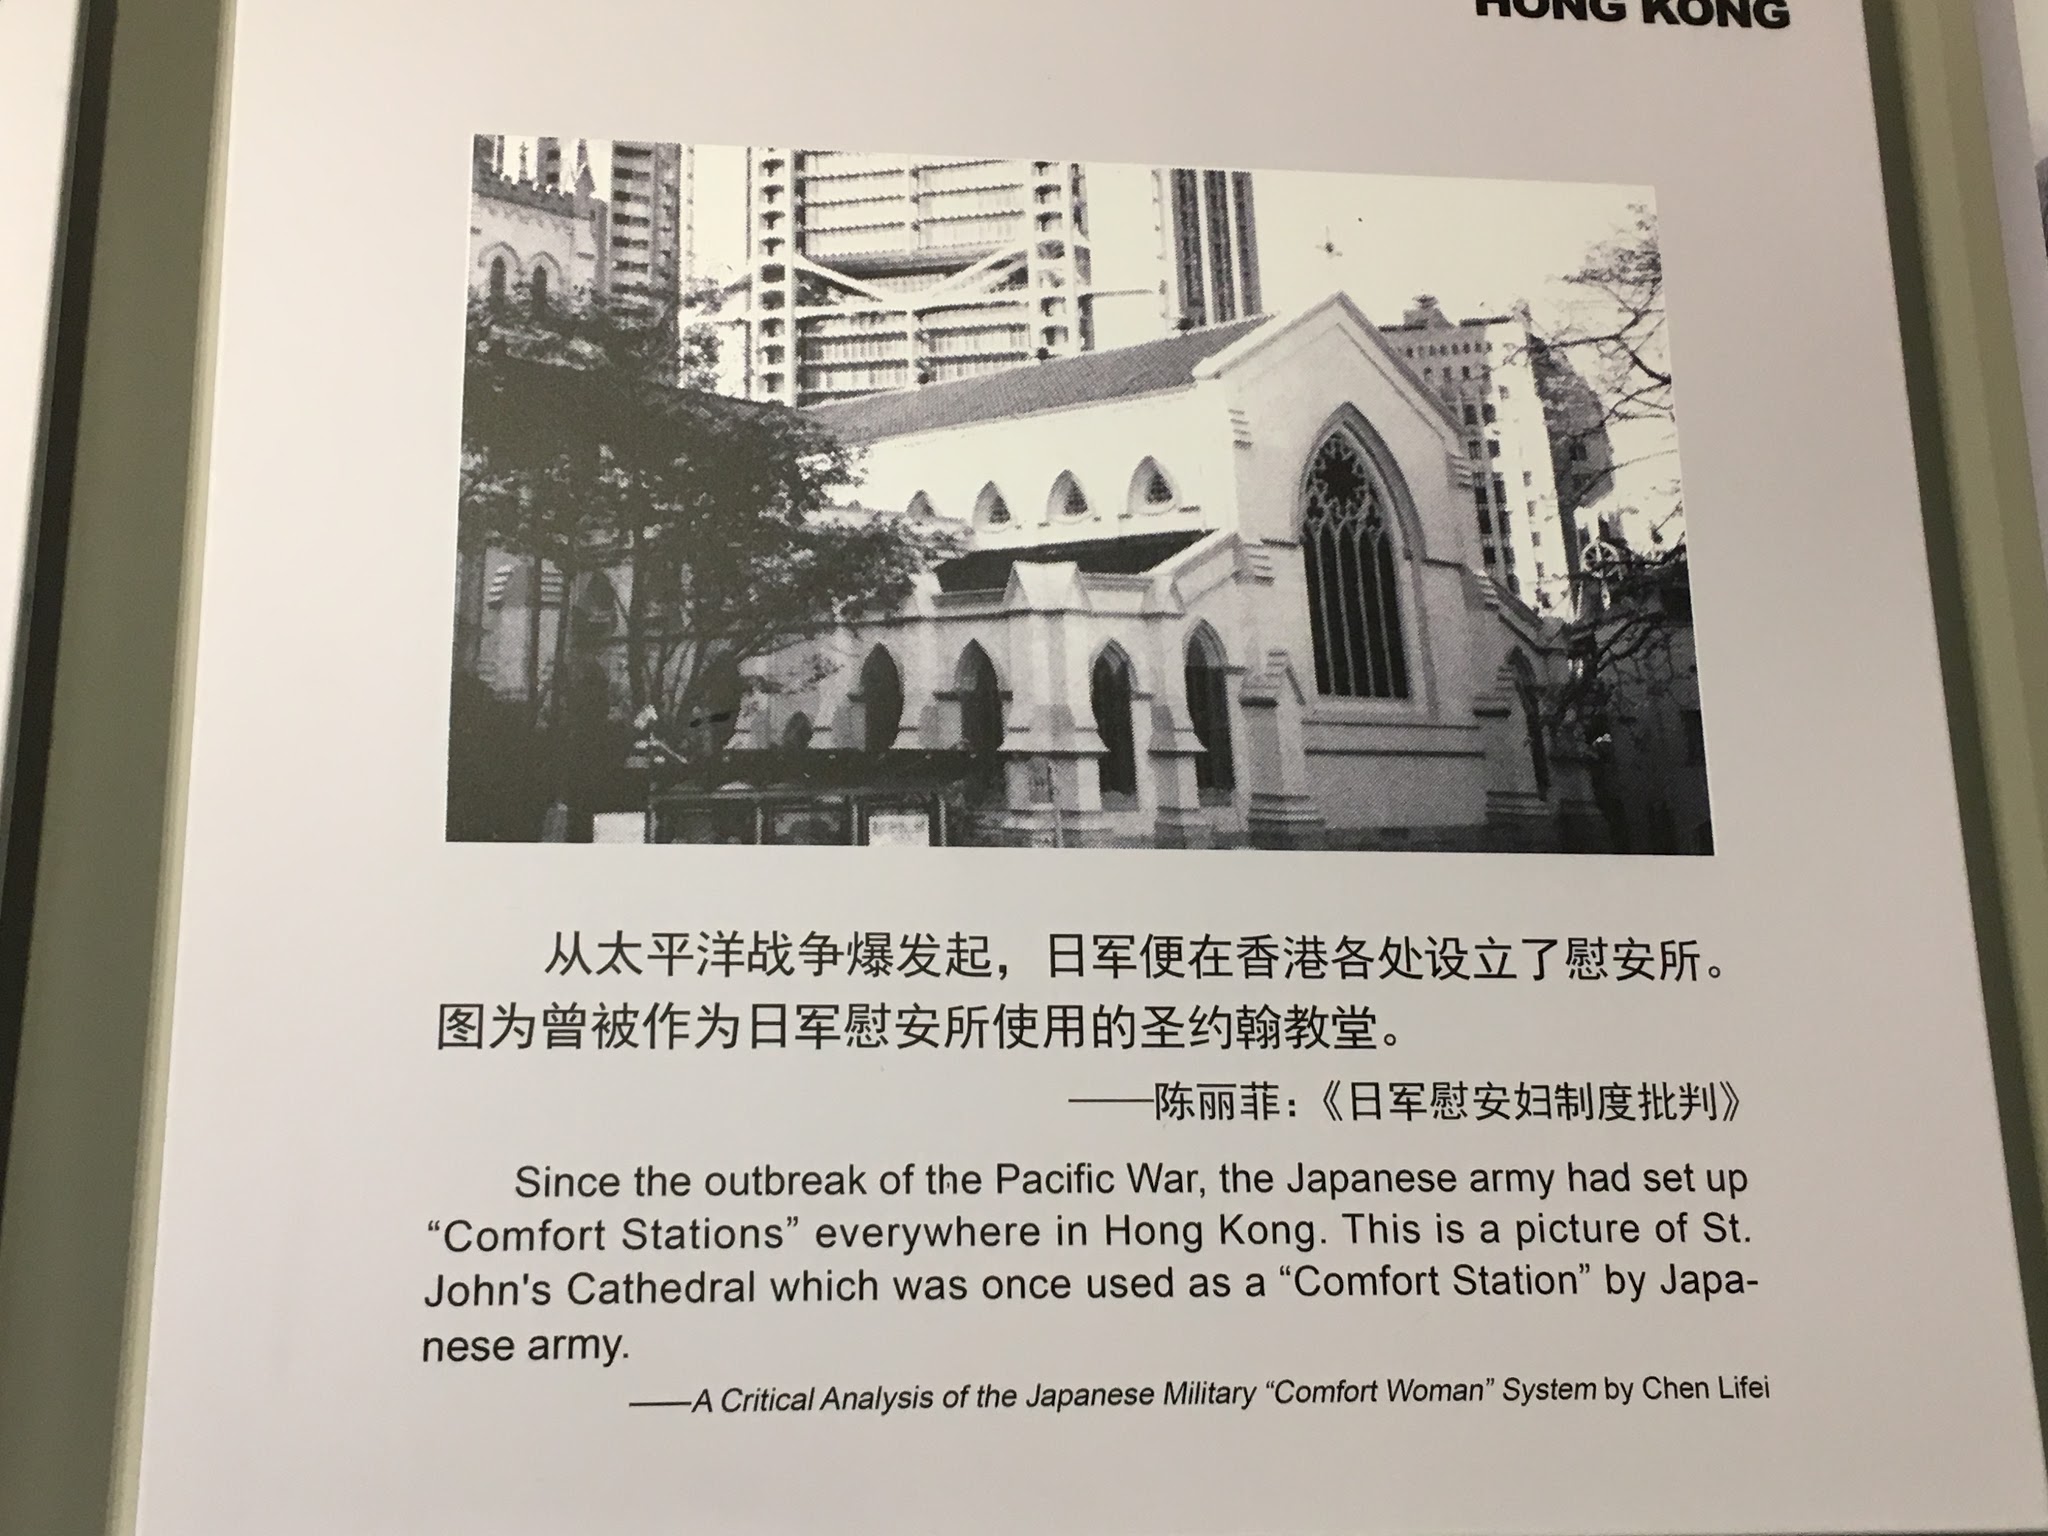 HONG KONG
从太平洋战争爆发起，日军便在香港各处设立了慰安所。
图为曾被作为日军慰安所使用的圣约翰教堂。
——陈丽菲：《日军慰安妇制度批判》
Since the outbreak of the Pacific War, the Japanese army had set up
“Comfort Stations” everywhere in Hong Kong. This is a picture of St.
John's Cathedral which was once used as a “Comfort Station” by Japa-
nese army.
——A Critical Analysis of the Japanese Military “Comfort Woman” System by Chen Lifei